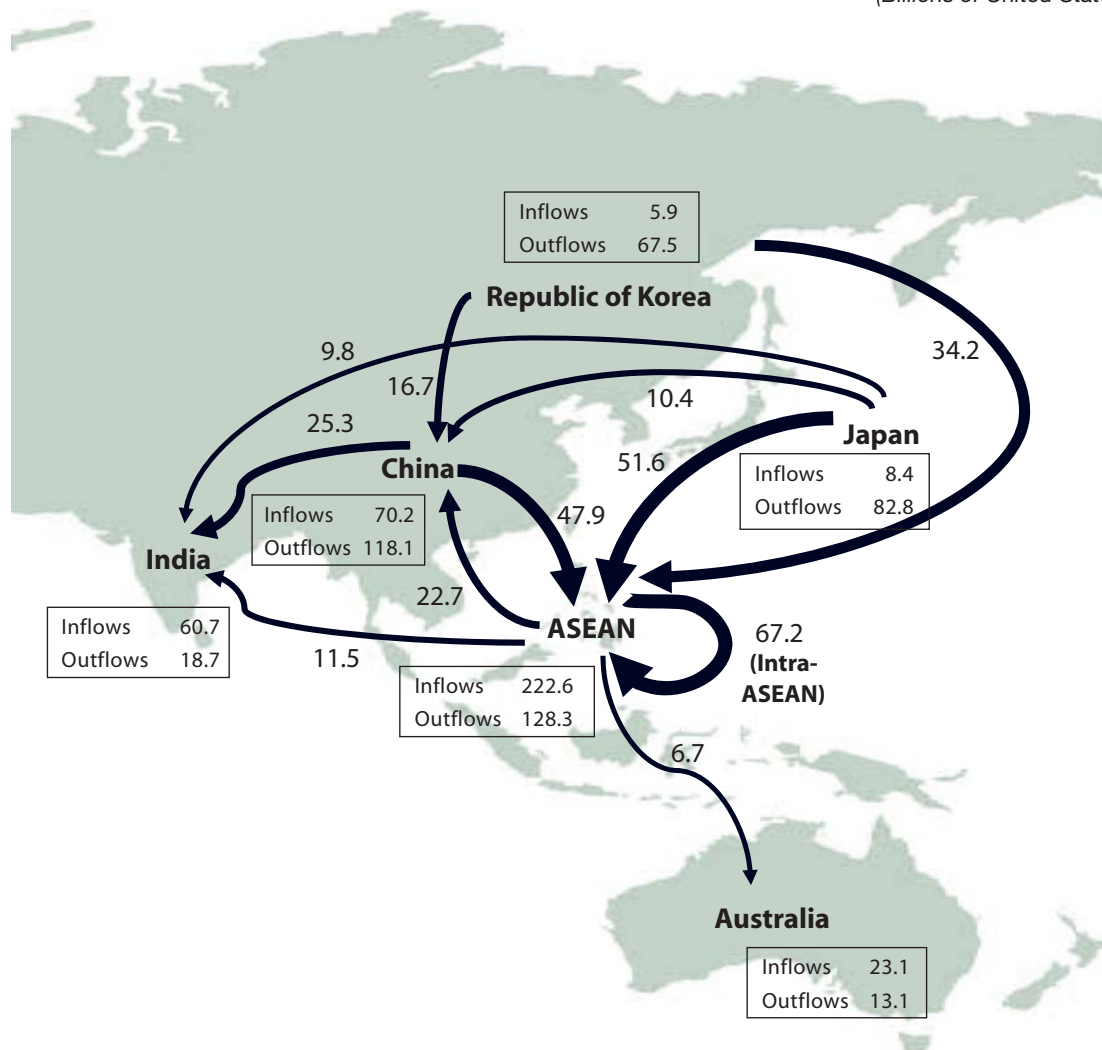 (Billions of United Stat
Inflows 5.9
Outflows 67.5
Republic of Korea
34.2
9.8
16.7
10.4
25.3
Japan
China
51.6
Inflows 8.4
Outflows 82.8
47.9
Inflows 70.2
Outflows 118.1
India
22.7
ASEAN
Inflows 60.7
Outflows 18.7
11.5
67.2
(Intra-
ASEAN)
Inflows 222.6
Outflows 128.3
6.7
Australia
Inflows 23.1
Outflows 13.1